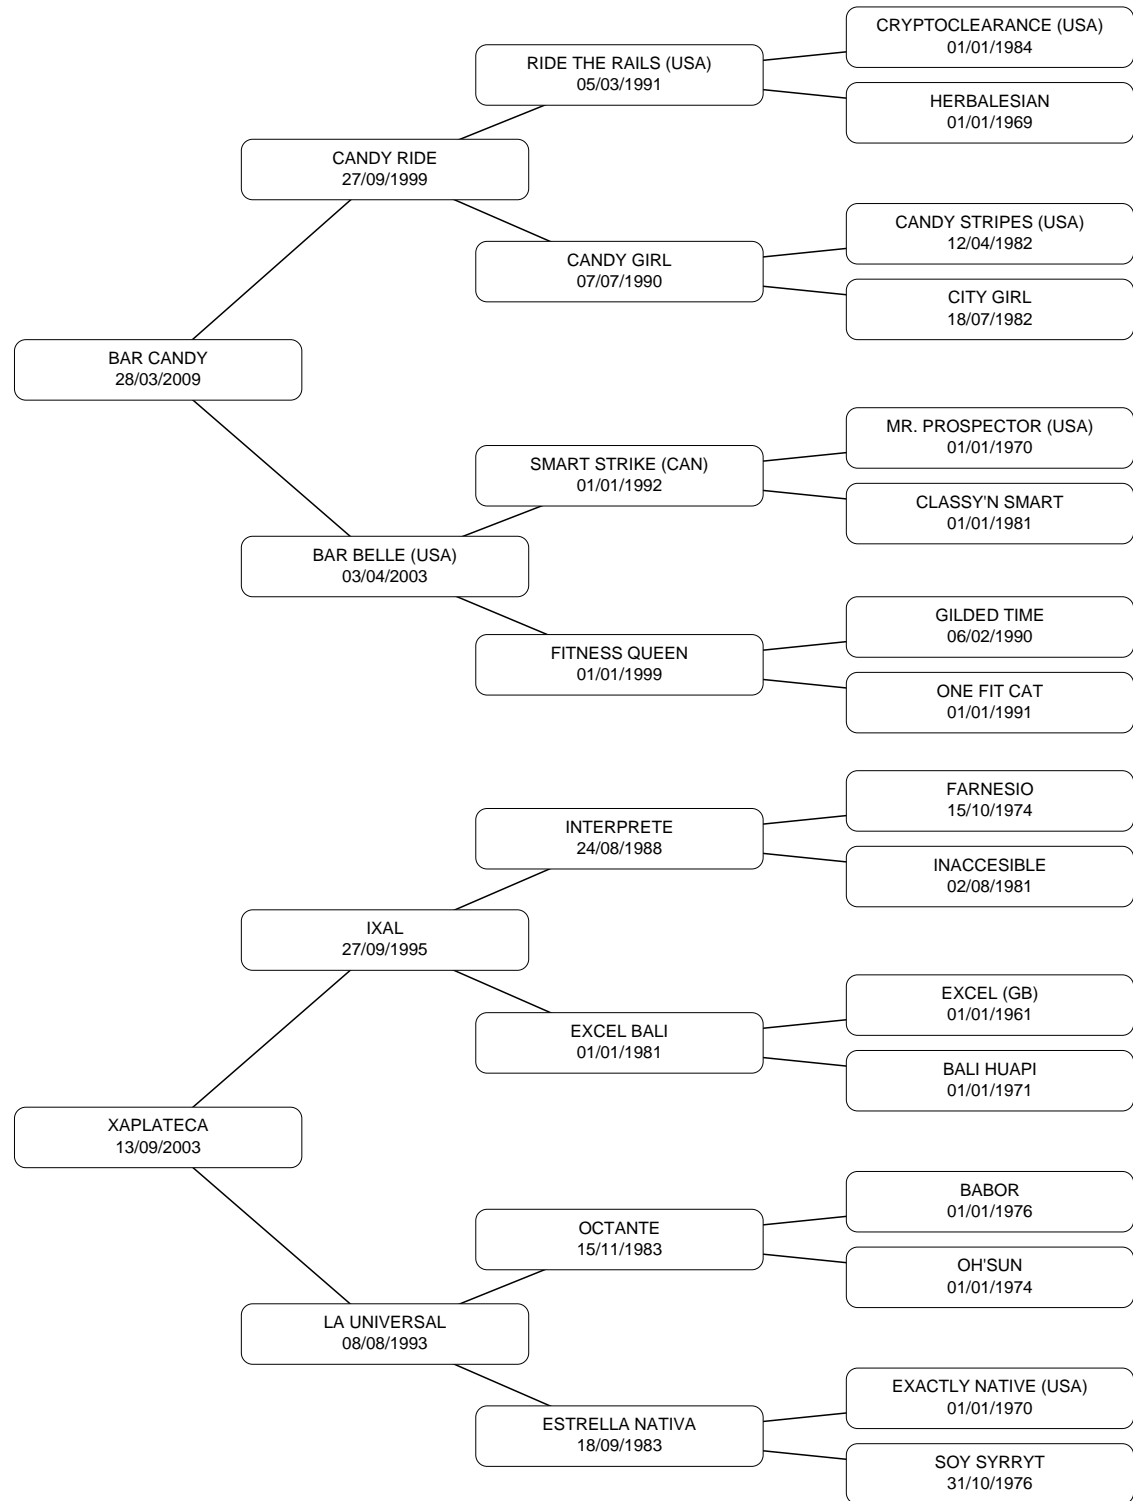 CRYPTOCLEARANCE (USA)
01/01/1984
RIDE THE RAILS (USA)
05/03/1991
HERBALESIAN
01/01/1969
CANDY RIDE
27/09/1999
CANDY STRIPES (USA)
12/04/1982
CANDY GIRL
07/07/1990
CITY GIRL
18/07/1982
BAR CANDY
28/03/2009
MR. PROSPECTOR (USA)
01/01/1970
SMART STRIKE (CAN)
01/01/1992
CLASSY'N SMART
01/01/1981
BAR BELLE (USA)
03/04/2003
GILDED TIME
06/02/1990
FITNESS QUEEN
01/01/1999
ONE FIT CAT
01/01/1991
FARNESIO
15/10/1974
INTERPRETE
24/08/1988
INACCESIBLE
02/08/1981
IXAL
27/09/1995
EXCEL (GB)
01/01/1961
EXCEL BALI
01/01/1981
BALI HUAPI
01/01/1971
XAPLATECA
13/09/2003
BABOR
01/01/1976
OCTANTE
15/11/1983
OH'SUN
01/01/1974
LA UNIVERSAL
08/08/1993
EXACTLY NATIVE (USA)
01/01/1970
ESTRELLA NATIVA
18/09/1983
SOY SYRRYT
31/10/1976